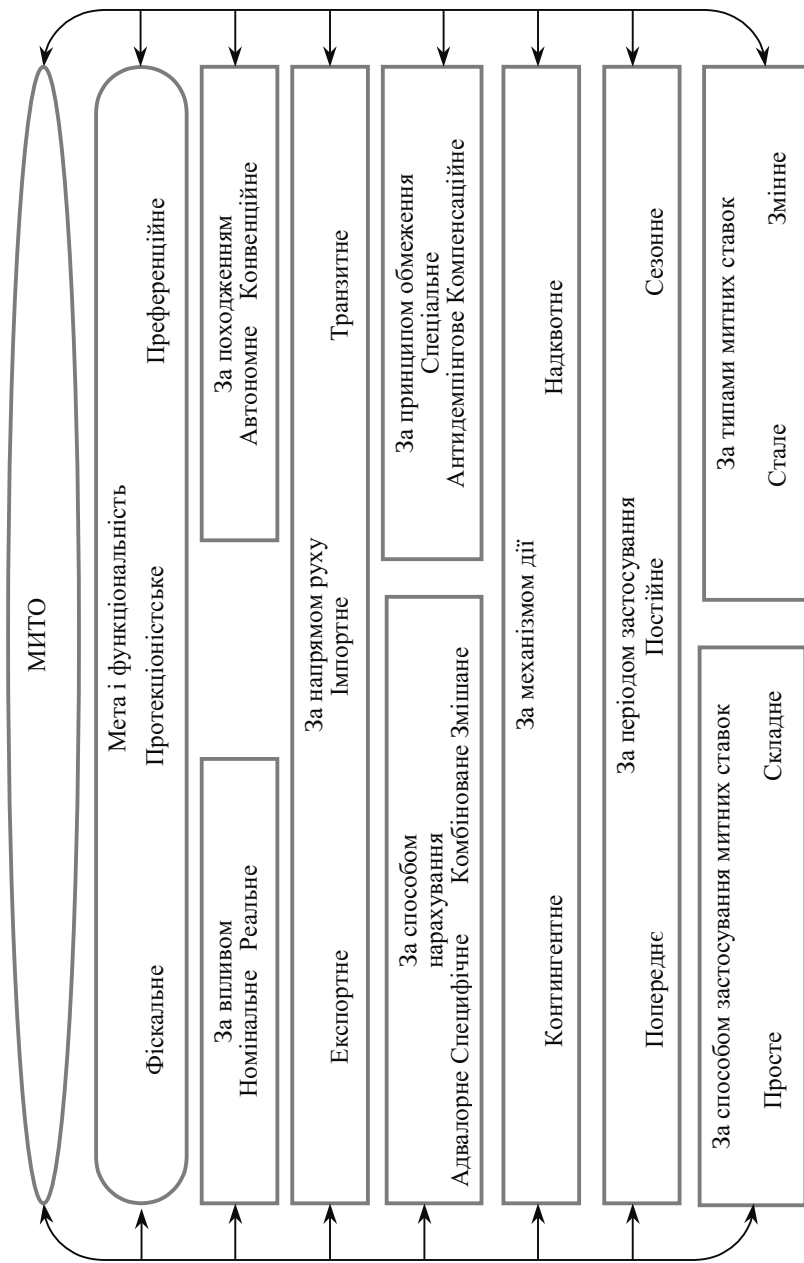 МИТО
Мета і функціональність
Фіскальне Протекціоністське Преференційне
За впливом
Номінальне Реальне
За походженням
Автономне Конвенційне
За напрямом руху
Експортне Імпортне Транзитне
За способом
нарахування
Адвалорне Специфічне Комбіноване Змішане
За принципом обмеження
Спеціальне
Антидемпінгове Компенсаційне
За механізмом дії
Контингентне Надквотне
За періодом застосування
Попереднє Постійне Сезонне
За способом застосування митних ставок
Просте Складне
За типами митних ставок
Стале Змінне